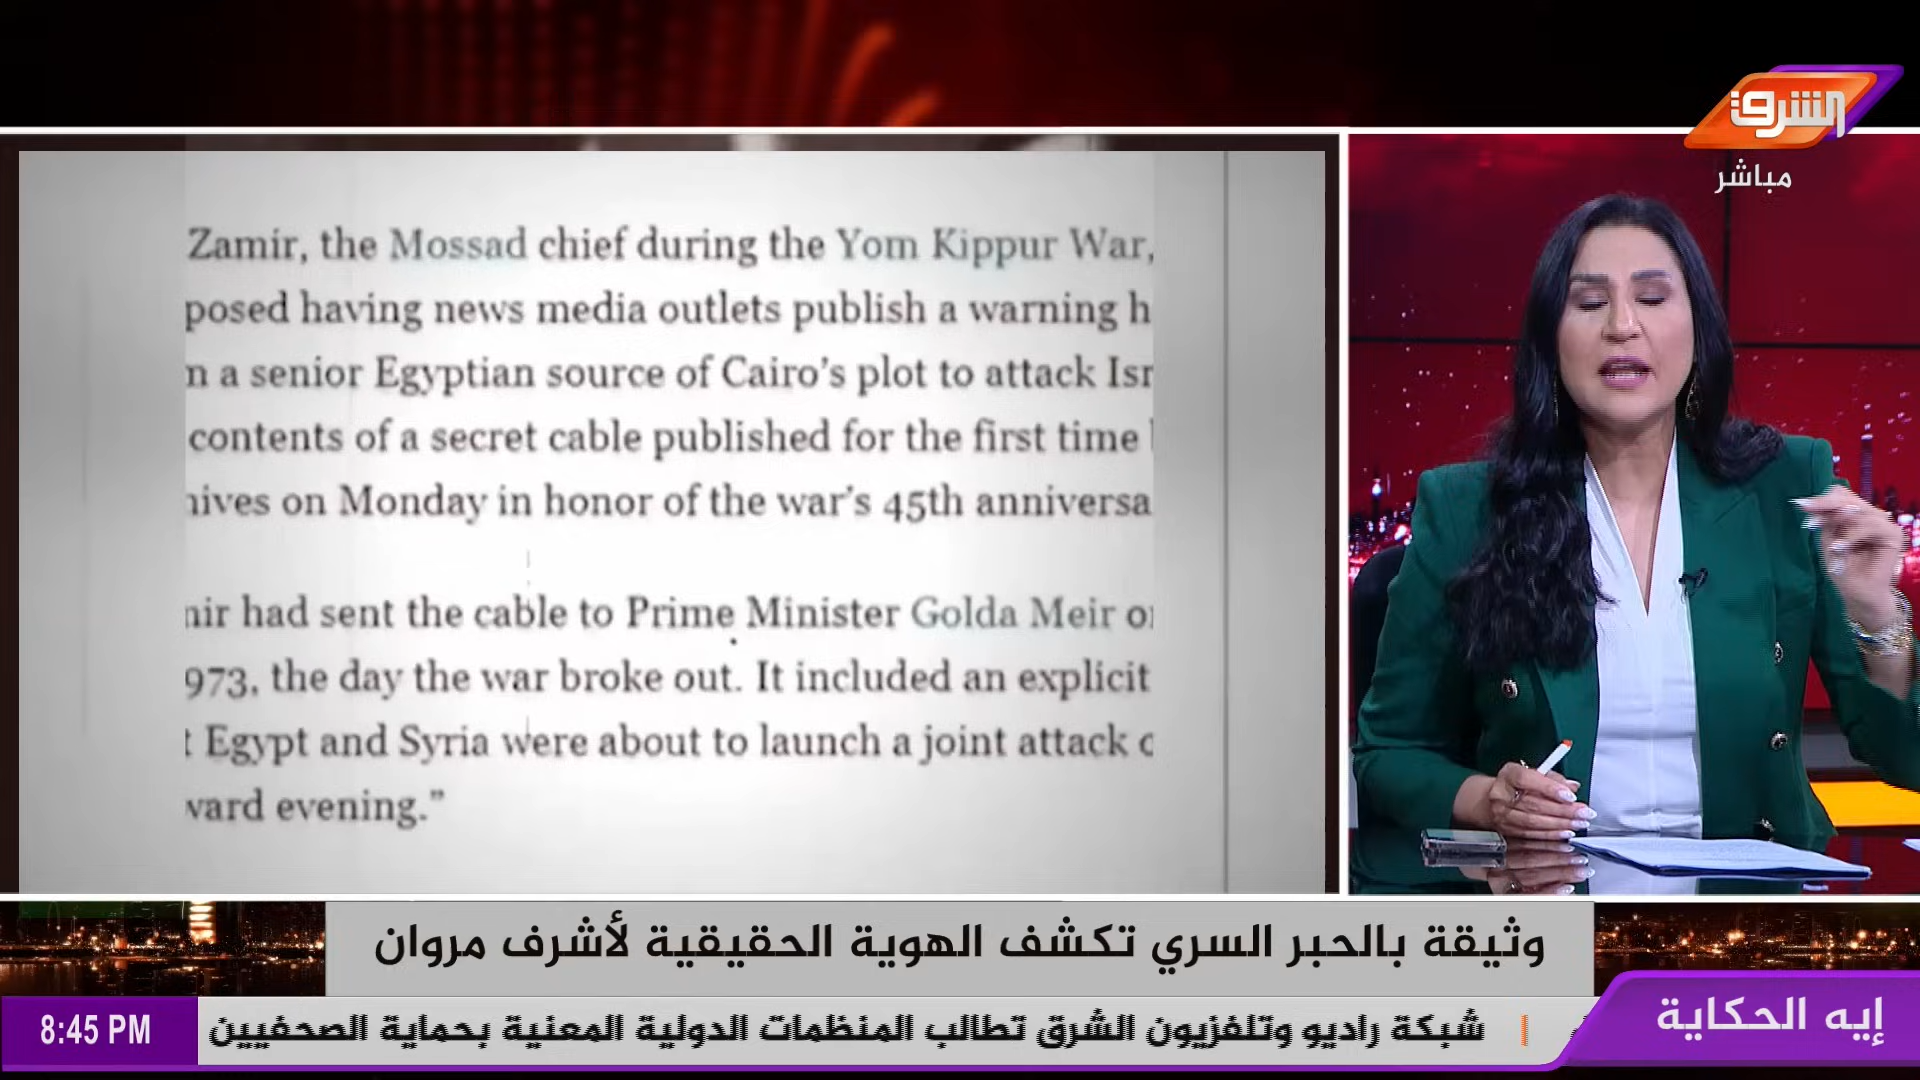 الشرق
مباشر
Zamir, the Mossad chief during the Yom Kippur War,
posed having news media outlets publish a warning h
n a senior Egyptian source of Cairo's plot to attack Isr
contents of a secret cable published for the first time
hives on Monday in honor of the war's 45th anniversa
nir had sent the cable to Prime Minister Golda Meir on
973, the day the war broke out. It included an explicit
t Egypt and Syria were about to launch a joint attack o
ward evening."
وثيقة بالحبر السري تكشف الهوية الحقيقية لأشرف مروان
إيه الحكاية
شبكة راديو وتلفزيون الشرق تطالب المنظمات الدولية المعنية بحماية الصحفيين
8:45 PM